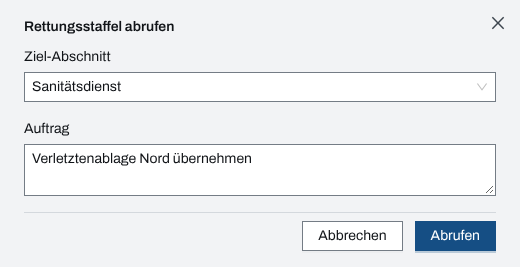 Rettungsstaffel abrufen
Ziel-Abschnitt
Sanitätsdienst
Auftrag
Verletztenablage Nord übernehmen
Abbrechen
Abrufen